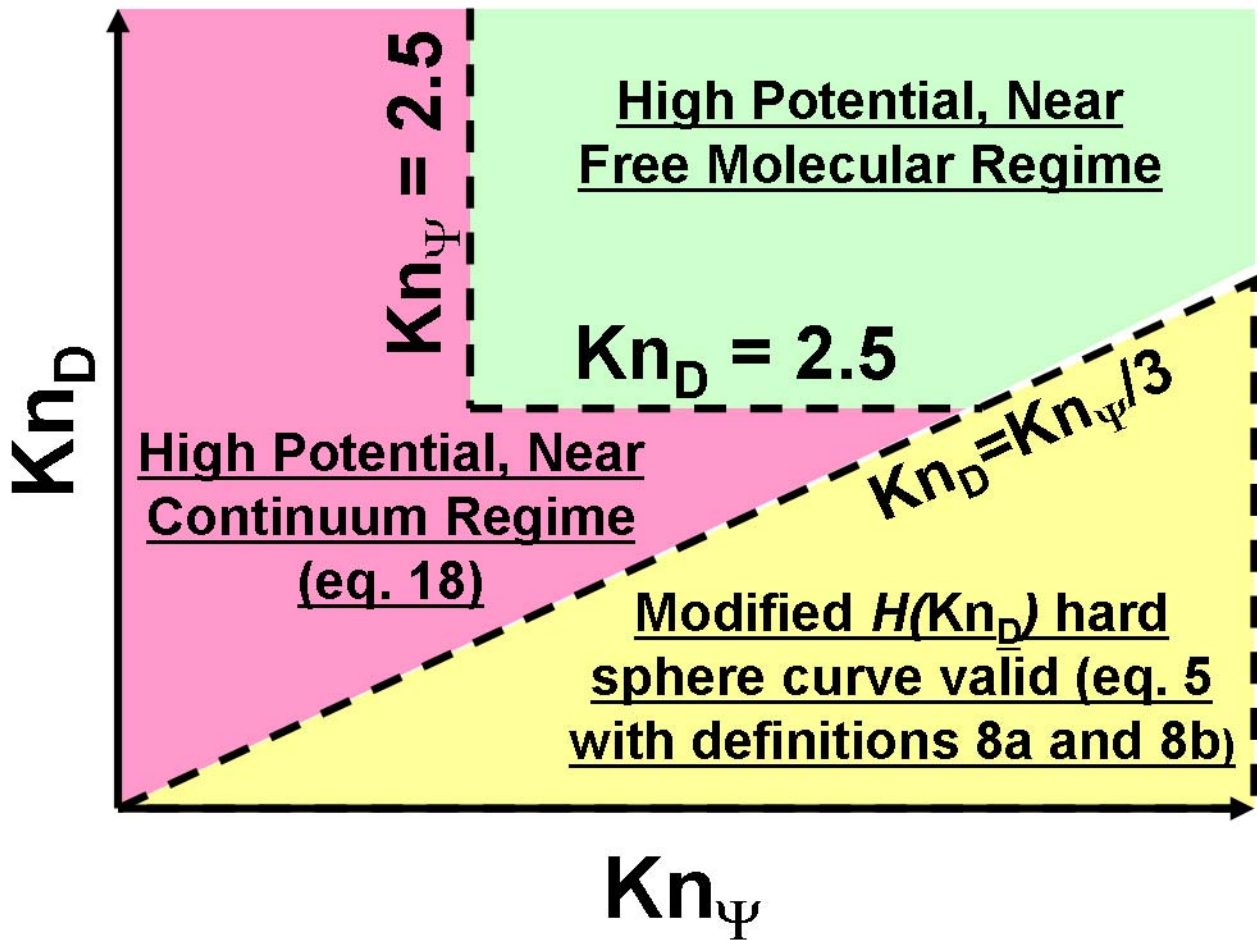 Kn_Ψ = 2.5
High Potential, Near
Free Molecular Regime
Kn_D = 2.5
Kn_D
Kn_D=Kn_Ψ/3
High Potential, Near
Continuum Regime
(eq. 18)
Modified H(Kn_D) hard
sphere curve valid (eq. 5
with definitions 8a and 8b)
Kn_Ψ